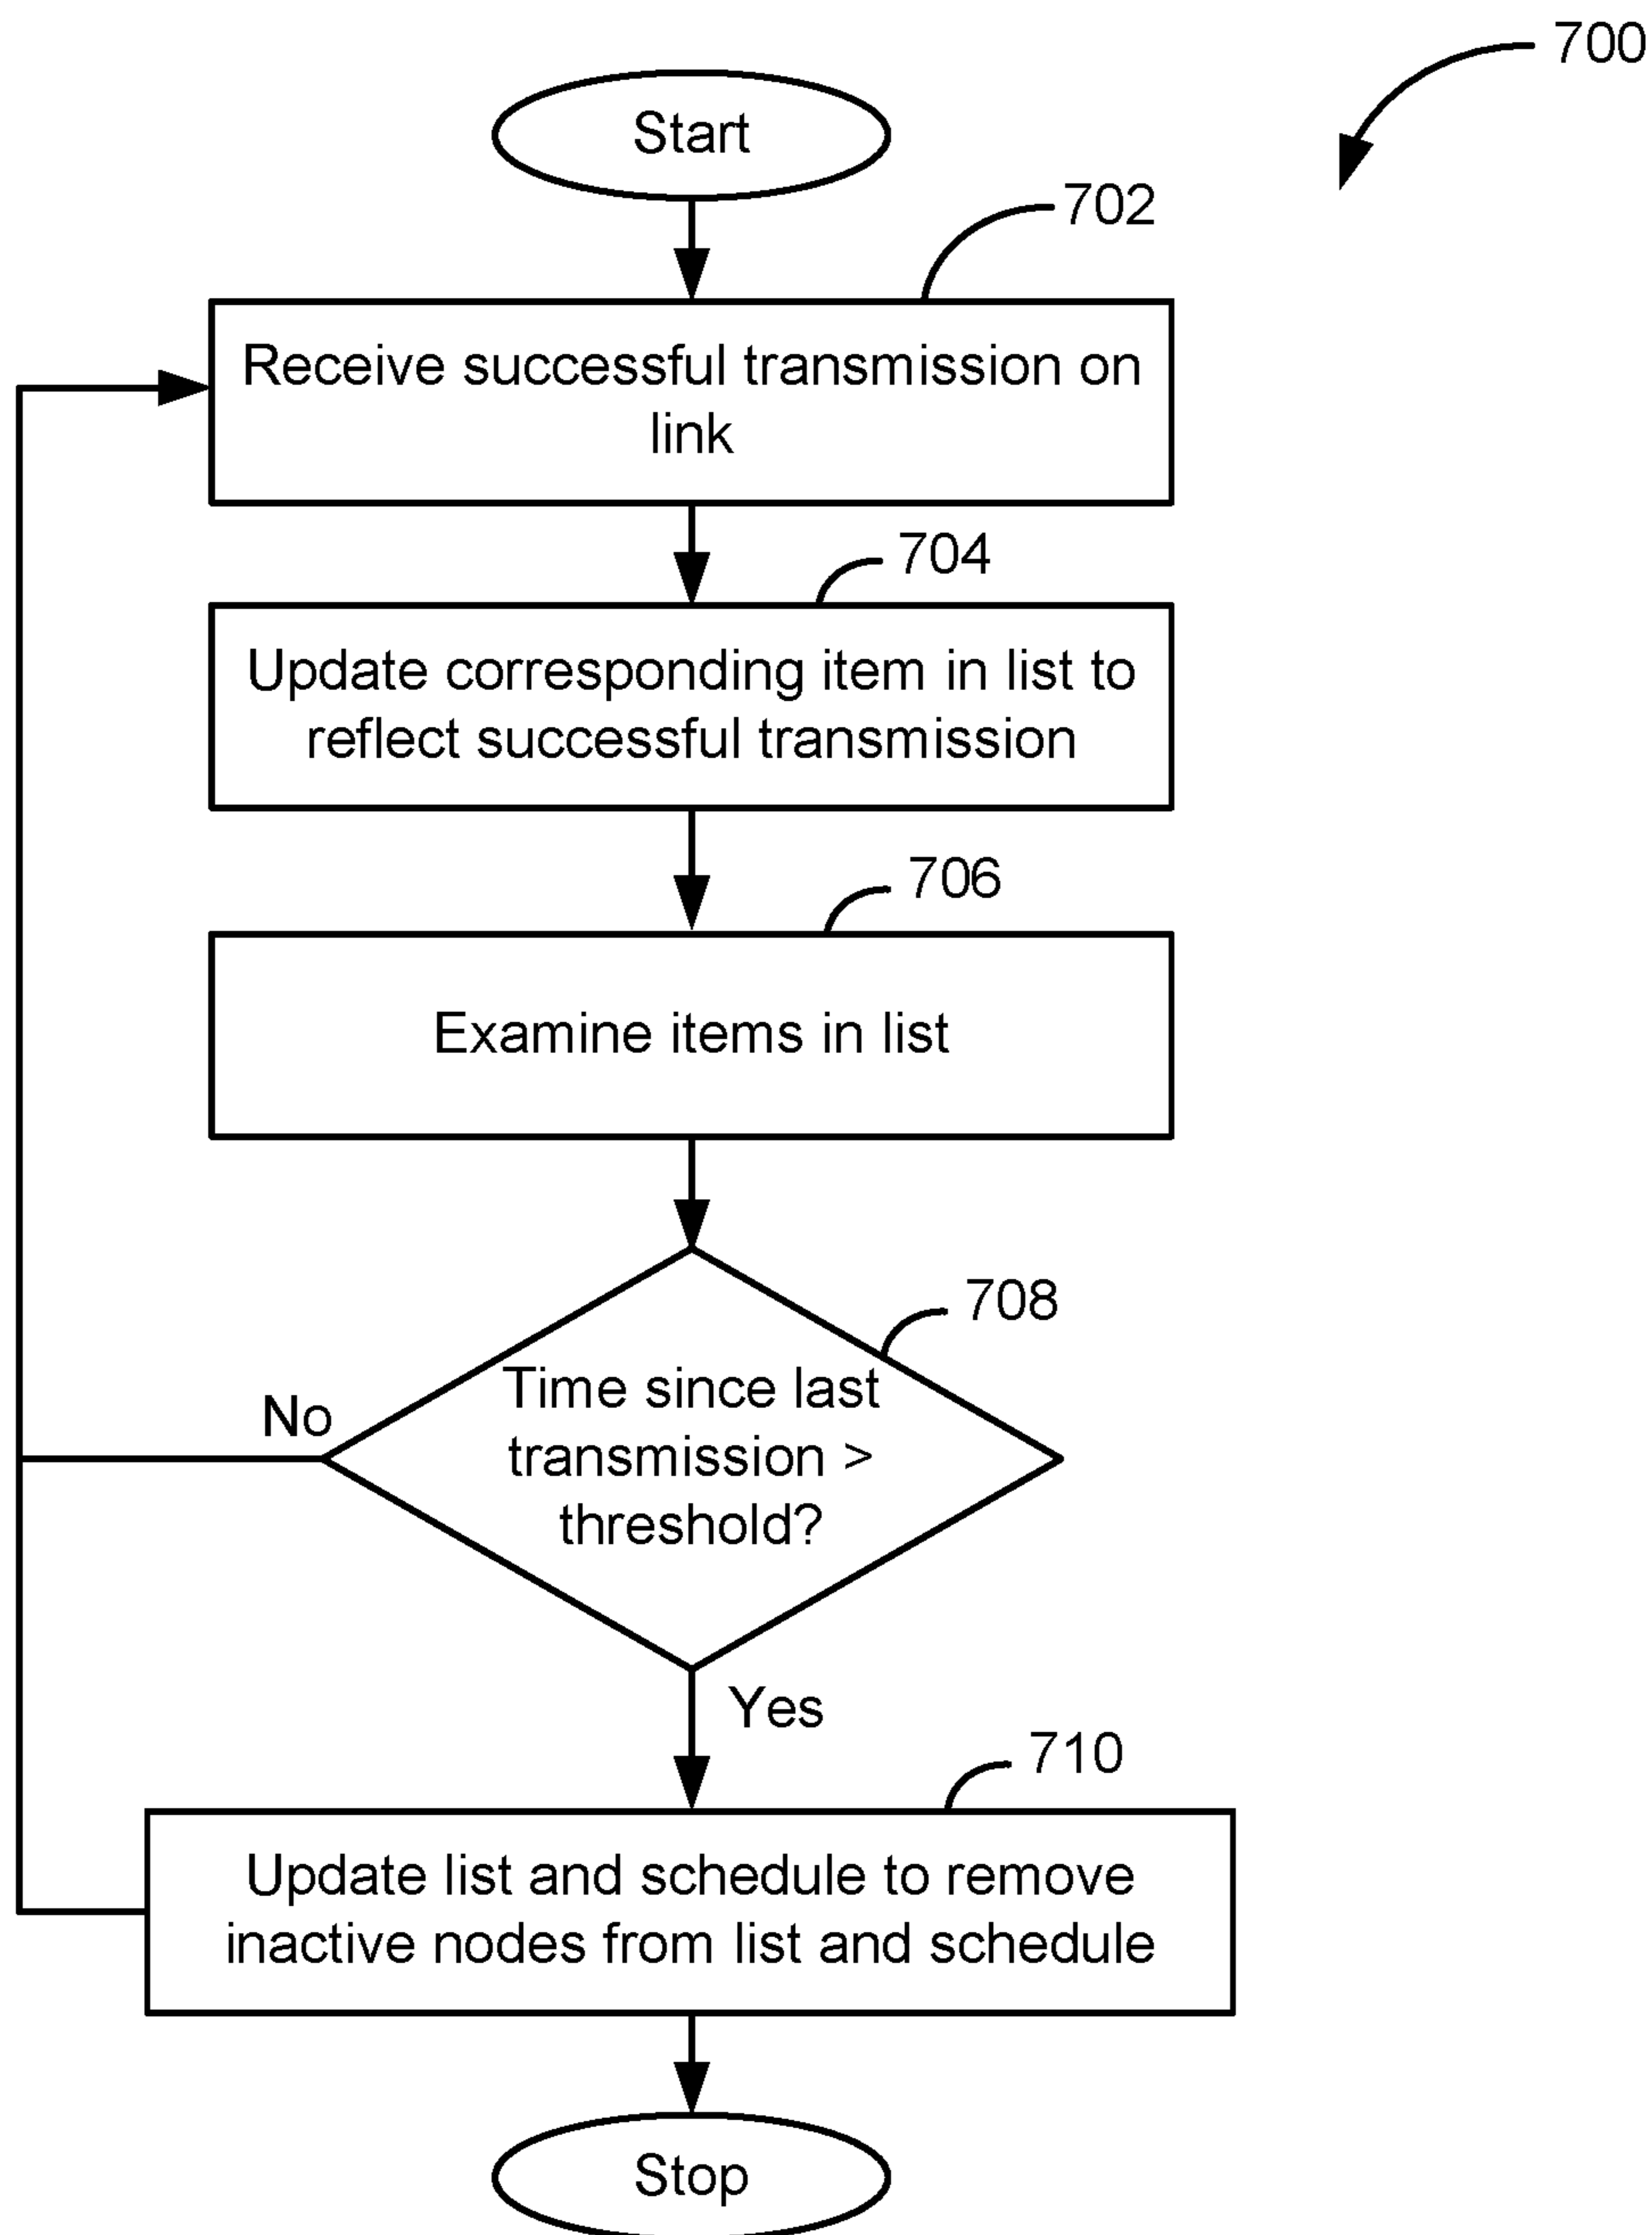 700
Start
702
Receive successful transmission on
link
704
Update corresponding item in list to
reflect successful transmission
706
Examine items in list
708
Time since last
transmission >
threshold?
No
Yes
710
Update list and schedule to remove
inactive nodes from list and schedule
Stop